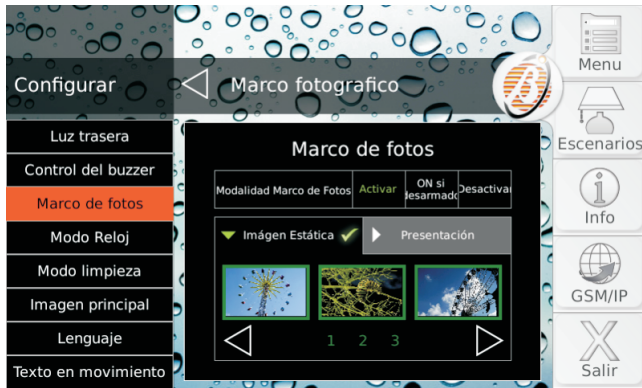 Configurar
Marco fotografico
Luz trasera
Control del buzzer
Marco de fotos
Modo Reloj
Modo limpieza
Imagen principal
Lenguaje
Texto en movimiento
Marco de fotos
Modalidad Marco de Fotos
Activar
ON si
desarmado
Desactivar
Imágen Estática
Presentación
1 2 3
Menu
Escenarios
Info
GSM/IP
Salir